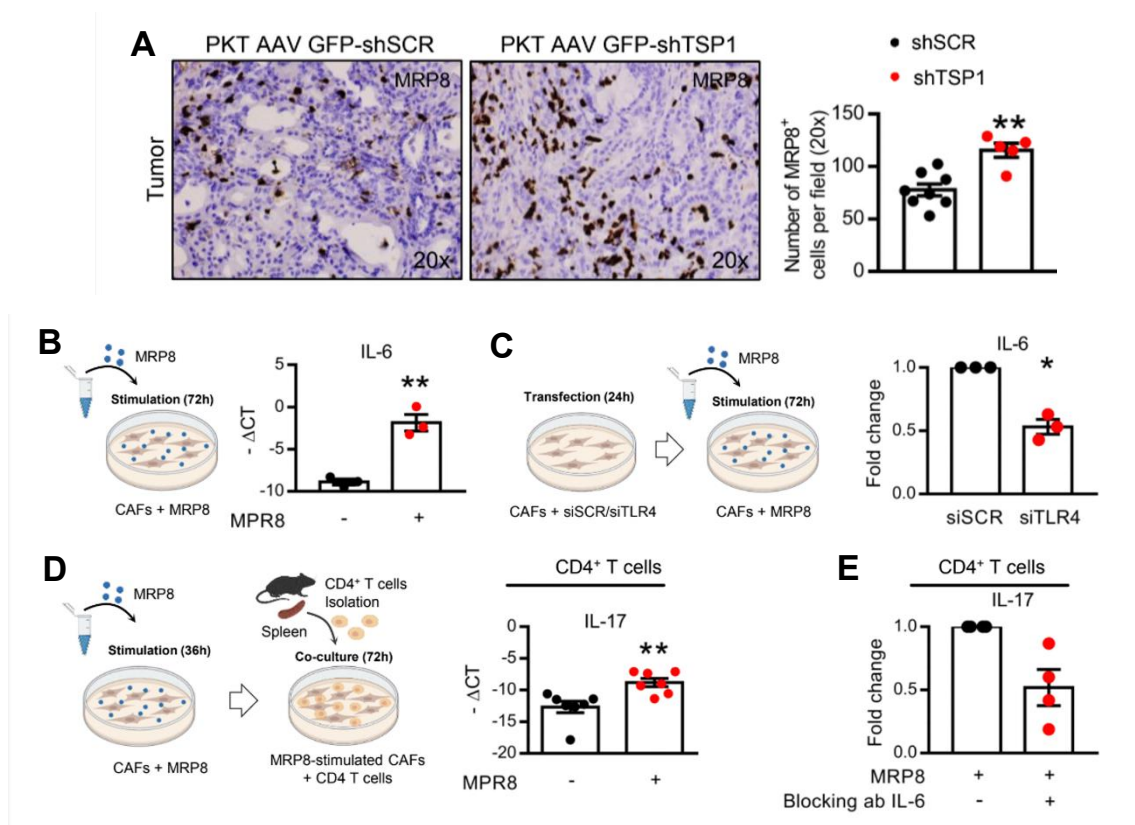 A
PKT AAV GFP-shSCR
PKT AAV GFP-shTSP1
Tumor
MRP8
20x
MRP8
20x
shSCR
shTSP1
Number of MRP8+
cells per field (20x)
150
100
50
0
**
B
MRP8
Stimulation (72h)
CAFs + MRP8
IL-6
- ΔCT
5
0
-5
-10
**
MPR8
-
+
C
Transfection (24h)
CAFs + siSCR/siTLR4
MRP8
Stimulation (72h)
CAFs + MRP8
IL-6
Fold change
1.0
0.5
0.0
*
siSCR
siTLR4
D
MRP8
Stimulation (36h)
CAFs + MRP8
CD4+ T cells
Isolation
Spleen
Co-culture (72h)
MRP8-stimulated CAFs
+ CD4 T cells
CD4+ T cells
IL-17
- ΔCT
0
-5
-10
-15
-20
**
MPR8
-
+
E
CD4+ T cells
IL-17
Fold change
1.0
0.5
0.0
MRP8
+
+
Blocking ab IL-6
-
+